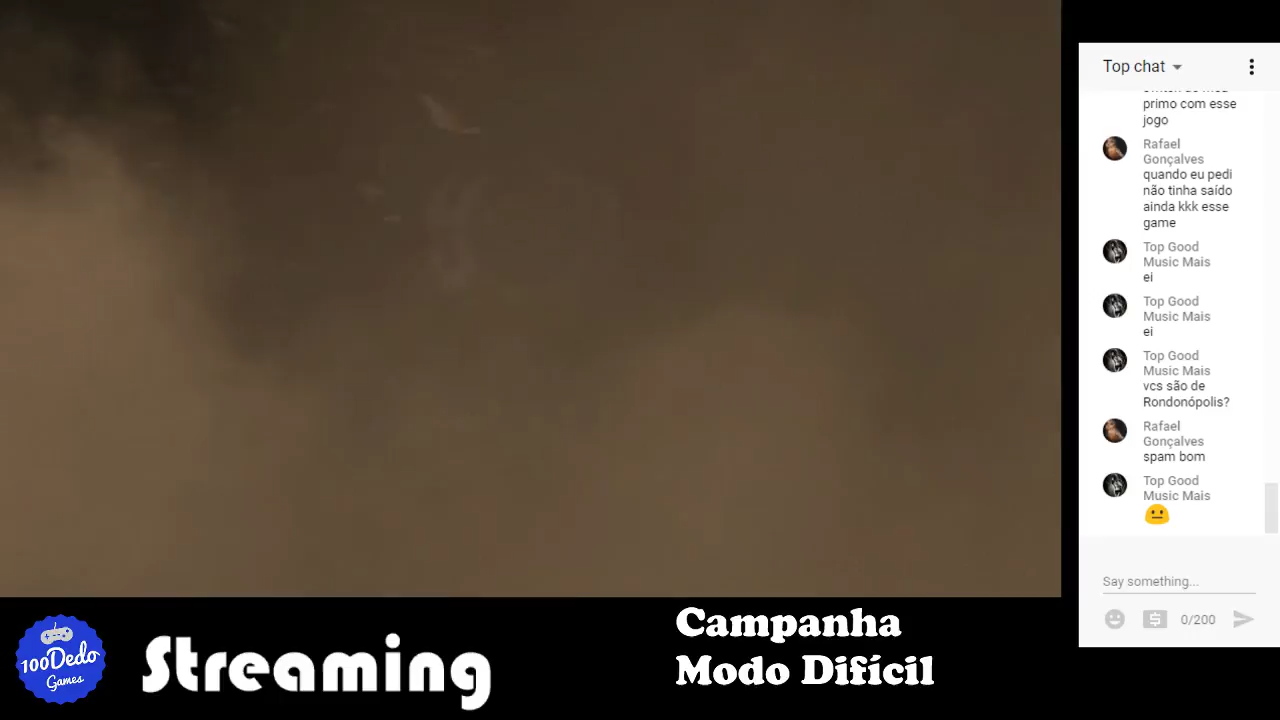 Top chat
primo com esse
jogo
Rafael
Gonçalves
quando eu pedi
não tinha saído
ainda kkk esse
game
Top Good
Music Mais
ei
Top Good
Music Mais
ei
Top Good
Music Mais
vcs são de
Rondonópolis?
Rafael
Gonçalves
spam bom
Top Good
Music Mais
Say something...
0/200
100Dedo
Games
Streaming
Campanha
Modo Difícil